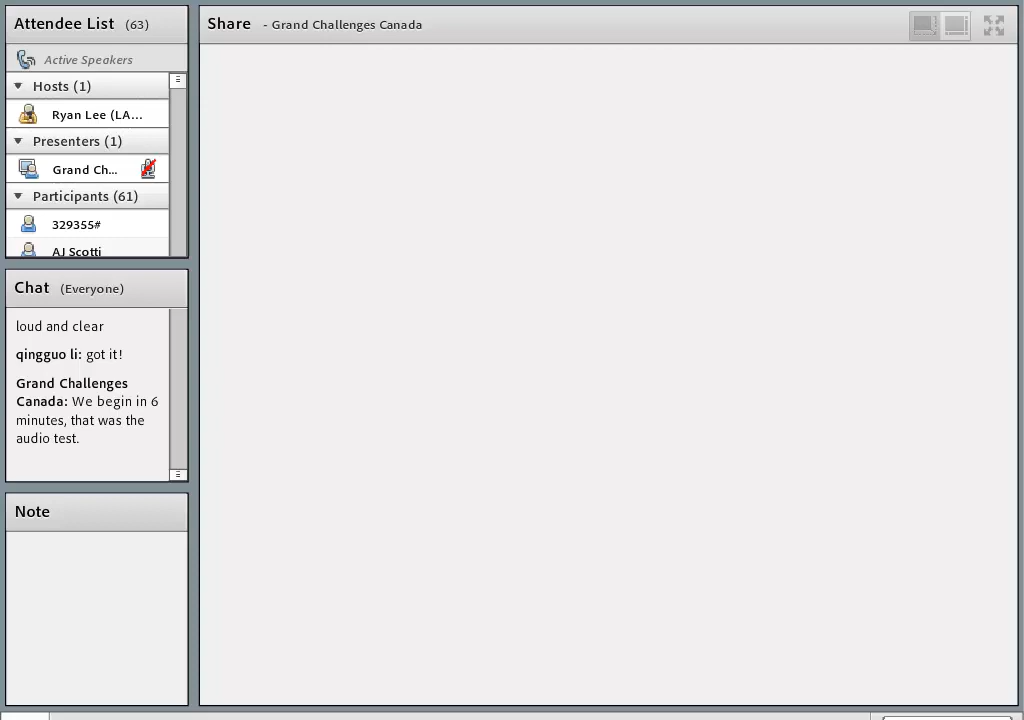 Attendee List (63)
Active Speakers
Hosts (1)
Ryan Lee (LA...
Presenters (1)
Grand Ch...
Participants (61)
329355#
AJ Scotti
Chat (Everyone)
loud and clear
qingguo li: got it!
Grand Challenges
Canada: We begin in 6
minutes, that was the
audio test.
Note
Share - Grand Challenges Canada